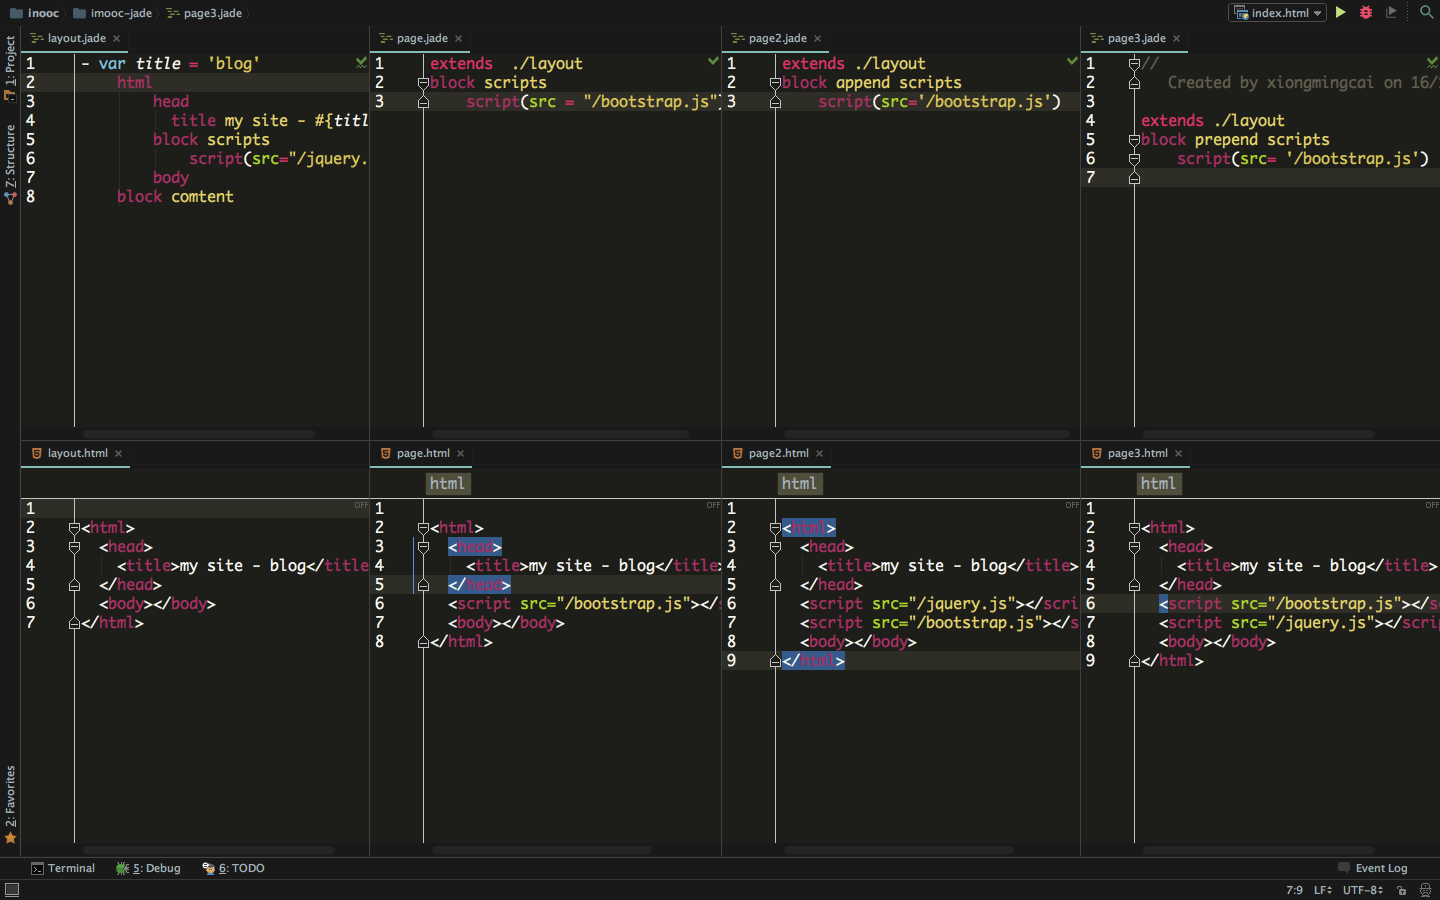 inooc imooc-jade page3.jade index.html
1: Project
7: Structure
2: Favorites
layout.jade
1 - var title = 'blog'
2 html
3 head
4 title my site - #{titl
5 block scripts
6 script(src="/jquery.
7 body
8 block comtent
page.jade
1 extends ./layout
2 block scripts
3 script(src = "/bootstrap.js")
page2.jade
1 extends ./layout
2 block append scripts
3 script(src='/bootstrap.js')
page3.jade
1 //
2 Created by xiongmingcai on 16/
3
4 extends ./layout
5 block prepend scripts
6 script(src= '/bootstrap.js')
7
layout.html
OFF
1
2 <html>
3 <head>
4 <title>my site - blog</title
5 </head>
6 <body></body>
7 </html>
page.html
html
OFF
1
2 <html>
3 <head>
4 <title>my site - blog</title>
5 </head>
6 <script src="/bootstrap.js"></
7 <body></body>
8 </html>
page2.html
html
OFF
1
2 <html>
3 <head>
4 <title>my site - blog</title>
5 </head>
6 <script src="/jquery.js"></scri
7 <script src="/bootstrap.js"></s
8 <body></body>
9 </html>
page3.html
html
OFF
1
2 <html>
3 <head>
4 <title>my site - blog</title>
5 </head>
6 <script src="/bootstrap.js"></s
7 <script src="/jquery.js"></scrip
8 <body></body>
9 </html>
Terminal 5: Debug 6: TODO Event Log
7:9 LF UTF-8